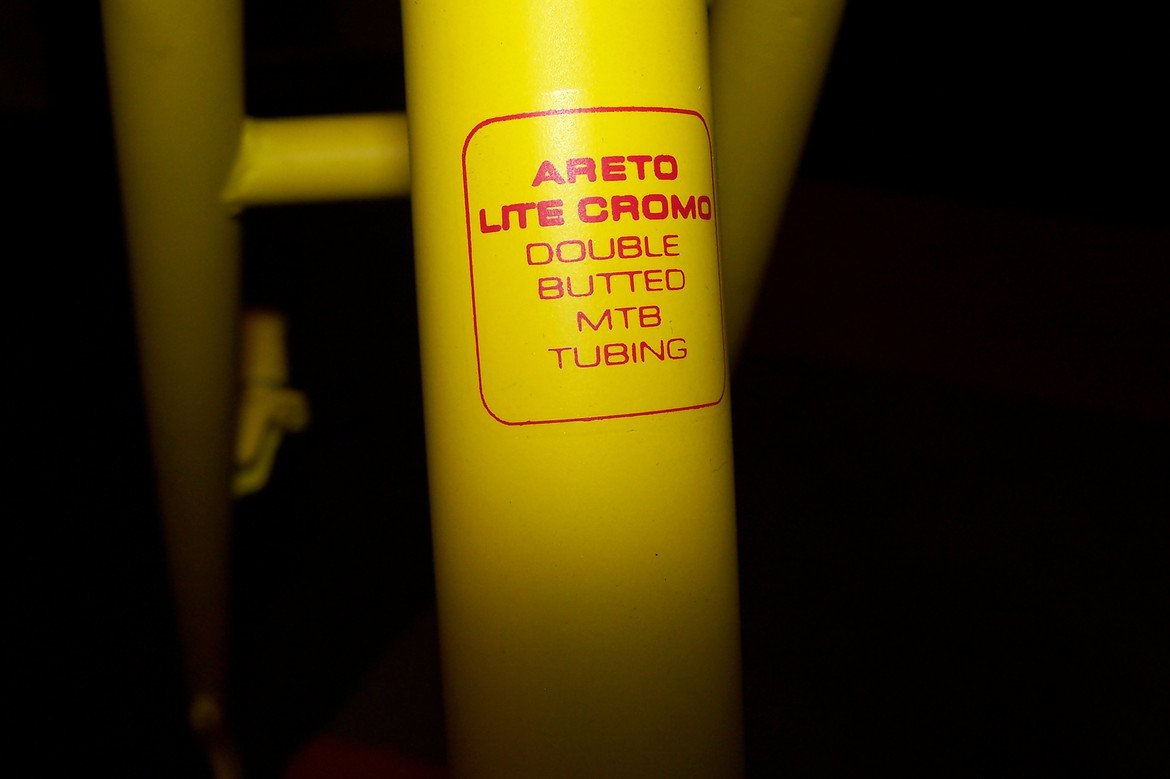 ARETO
LITE CROMO
DOUBLE
BUTTED
MTB
TUBING